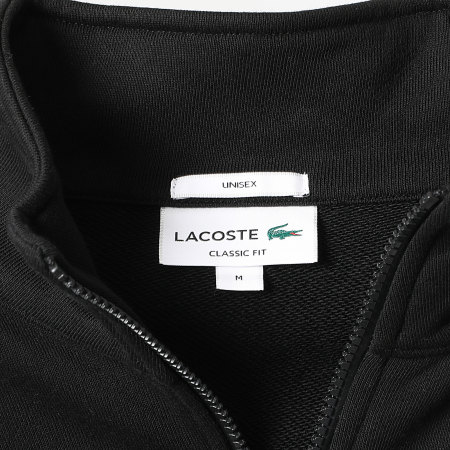 UNISEX
LACOSTE
CLASSIC FIT
M